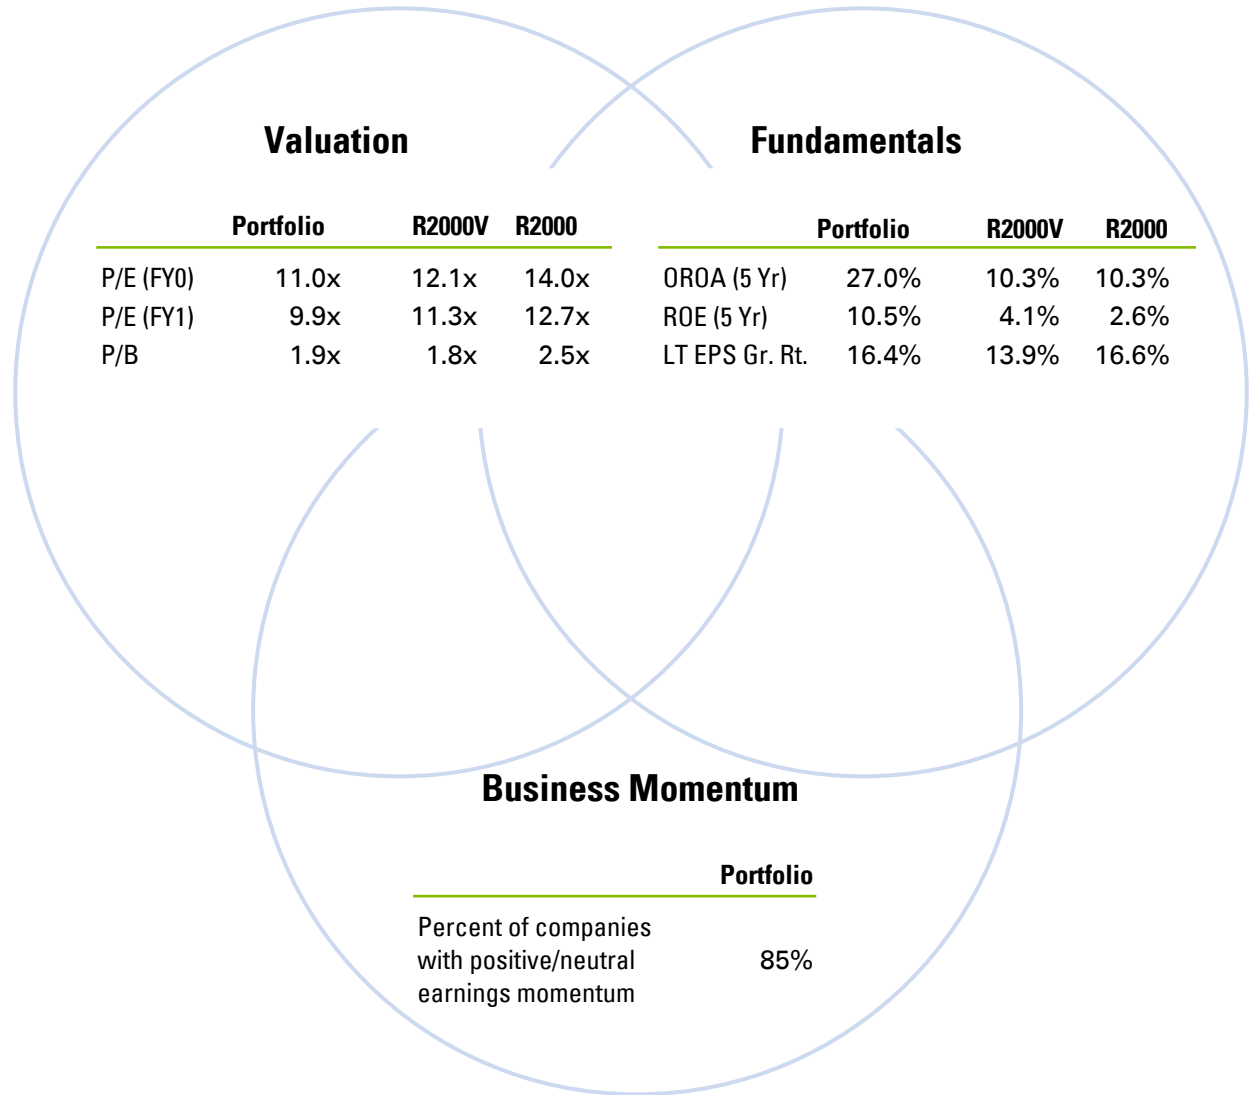 Valuation
Portfolio R2000V R2000
P/E (FY0) 11.0x 12.1x 14.0x
P/E (FY1) 9.9x 11.3x 12.7x
P/B 1.9x 1.8x 2.5x
Fundamentals
Portfolio R2000V R2000
OROA (5 Yr) 27.0% 10.3% 10.3%
ROE (5 Yr) 10.5% 4.1% 2.6%
LT EPS Gr. Rt. 16.4% 13.9% 16.6%
Business Momentum
Portfolio
Percent of companies
with positive/neutral 85%
earnings momentum